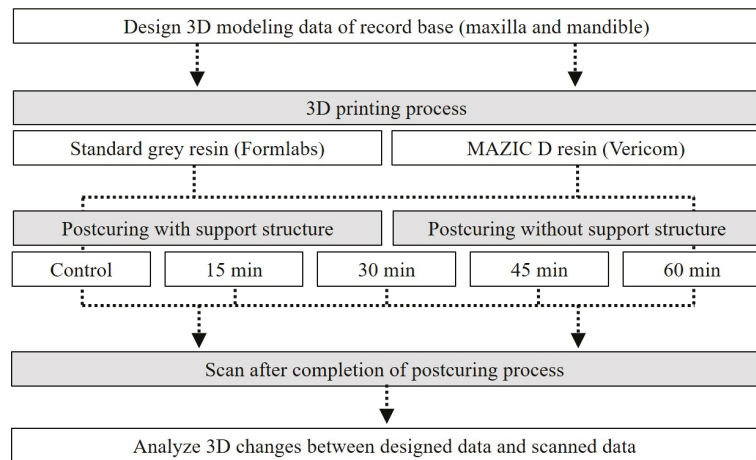 Design 3D modeling data of record base (maxilla and mandible)
3D printing process
Standard grey resin (Formlabs)
MAZIC D resin (Vericom)
Postcuring with support structure
Postcuring without support structure
Control
15 min
30 min
45 min
60 min
Scan after completion of postcuring process
Analyze 3D changes between designed data and scanned data